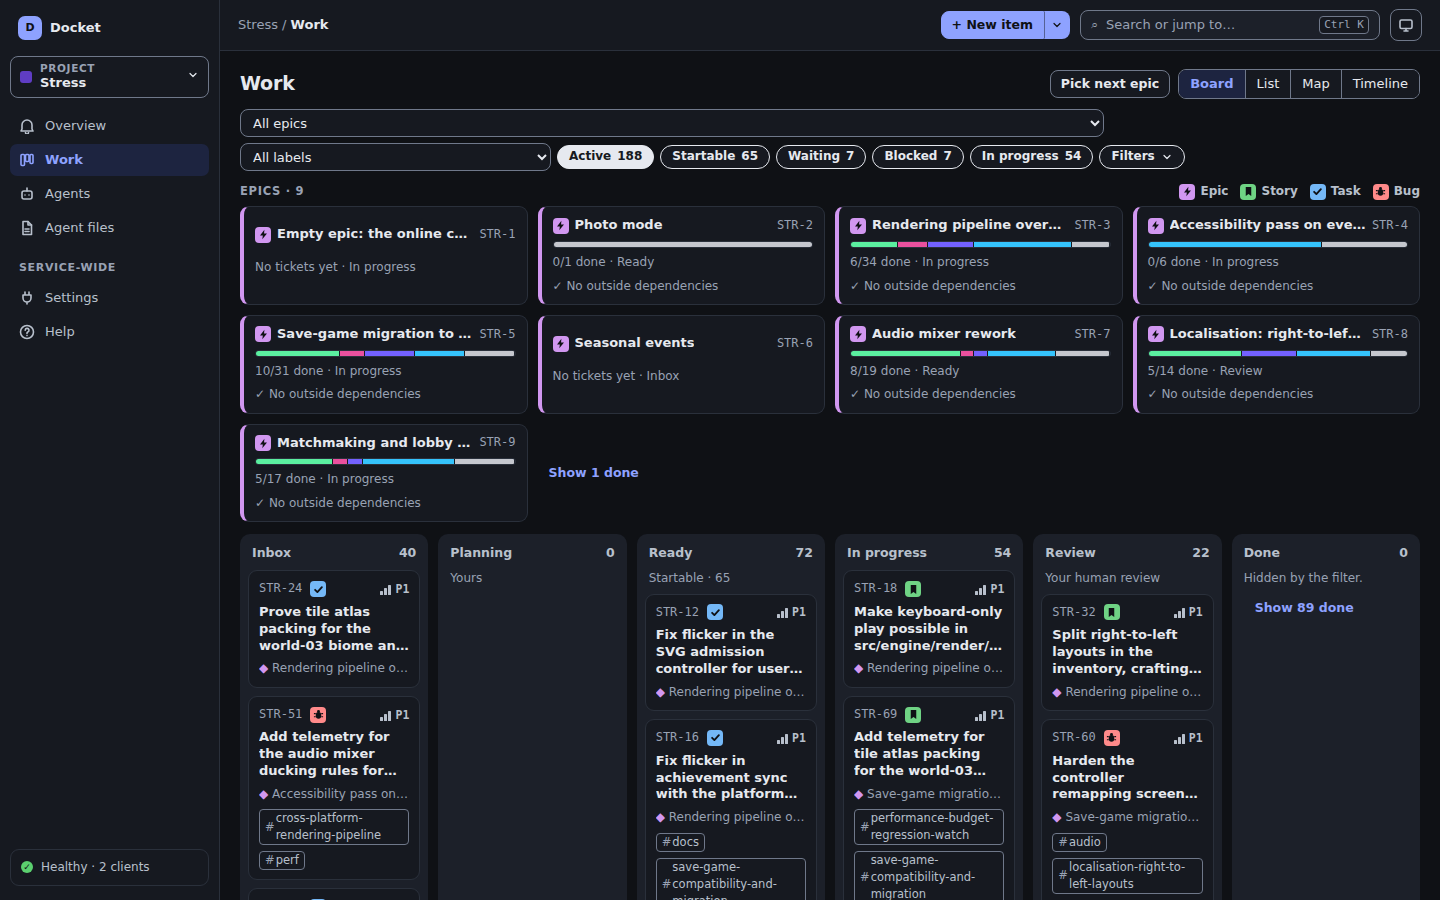 D Docket
PROJECT
Stress
Overview
Work
Agents
Agent files
SERVICE-WIDE
Settings
Help
Healthy · 2 clients
Stress / Work
+ New item
Search or jump to…
Ctrl K
Work
Pick next epic
Board
List
Map
Timeline
All epics
All labels
Active 188
Startable 65
Waiting 7
Blocked 7
In progress 54
Filters
EPICS · 9
Epic
Story
Task
Bug
Empty epic: the online c… STR-1
No tickets yet · In progress
Photo mode STR-2
0/1 done · Ready
✓ No outside dependencies
Rendering pipeline over… STR-3
6/34 done · In progress
✓ No outside dependencies
Accessibility pass on eve… STR-4
0/6 done · In progress
✓ No outside dependencies
Save-game migration to … STR-5
10/31 done · In progress
✓ No outside dependencies
Seasonal events STR-6
No tickets yet · Inbox
Audio mixer rework STR-7
8/19 done · Ready
✓ No outside dependencies
Localisation: right-to-lef… STR-8
5/14 done · Review
✓ No outside dependencies
Matchmaking and lobby … STR-9
5/17 done · In progress
✓ No outside dependencies
Show 1 done
Inbox 40
STR-24 P1
Prove tile atlas
packing for the
world-03 biome an…
◆ Rendering pipeline o…
STR-51 P1
Add telemetry for
the audio mixer
ducking rules for…
◆ Accessibility pass on…
#cross-platform-
rendering-pipeline
#perf
Planning 0
Yours
Ready 72
Startable · 65
STR-12 P1
Fix flicker in the
SVG admission
controller for user…
◆ Rendering pipeline o…
STR-16 P1
Fix flicker in
achievement sync
with the platform…
◆ Rendering pipeline o…
#docs
#save-game-
compatibility-and-
migration
In progress 54
STR-18 P1
Make keyboard-only
play possible in
src/engine/render/…
◆ Rendering pipeline o…
STR-69 P1
Add telemetry for
tile atlas packing
for the world-03…
◆ Save-game migratio…
#performance-budget-
regression-watch
#save-game-
compatibility-and-
migration
Review 22
Your human review
STR-32 P1
Split right-to-left
layouts in the
inventory, crafting…
◆ Rendering pipeline o…
STR-60 P1
Harden the
controller
remapping screen…
◆ Save-game migratio…
#audio
#localisation-right-to-
left-layouts
Done 0
Hidden by the filter.
Show 89 done